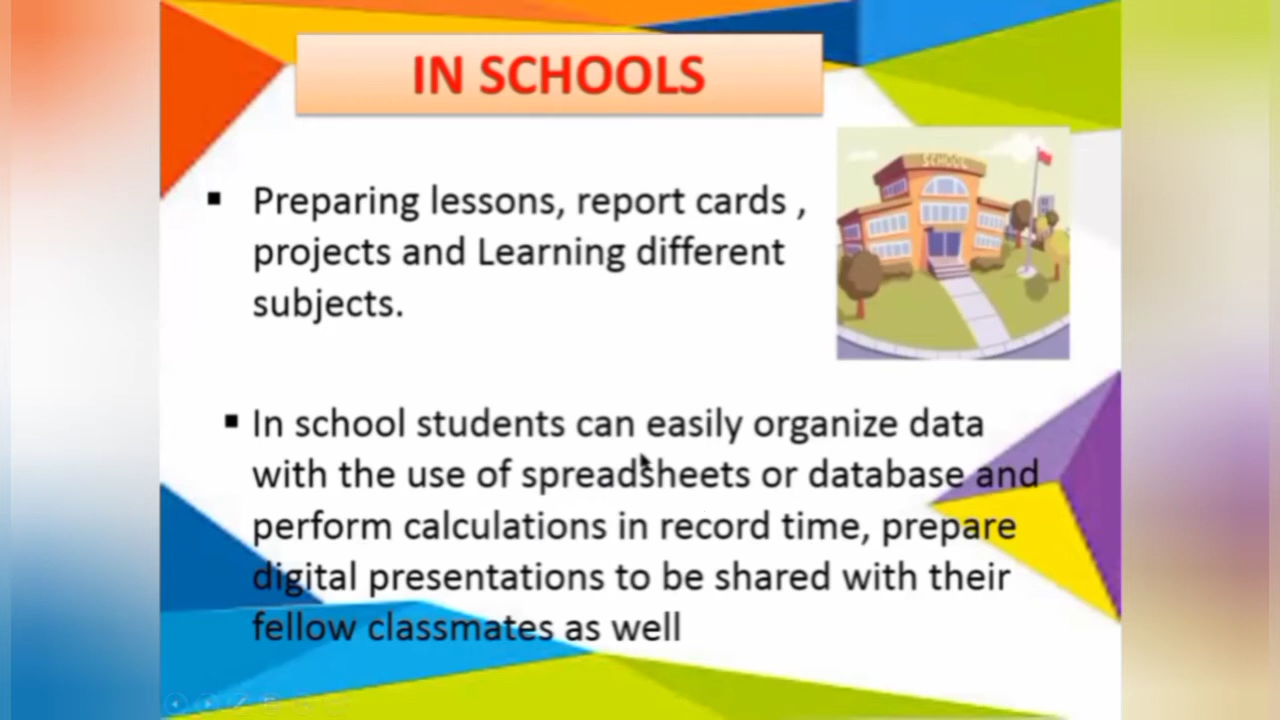 IN SCHOOLS
SCHOOL
▪ Preparing lessons, report cards ,
projects and Learning different
subjects.
▪ In school students can easily organize data
with the use of spreadsheets or database and
perform calculations in record time, prepare
digital presentations to be shared with their
fellow classmates as well